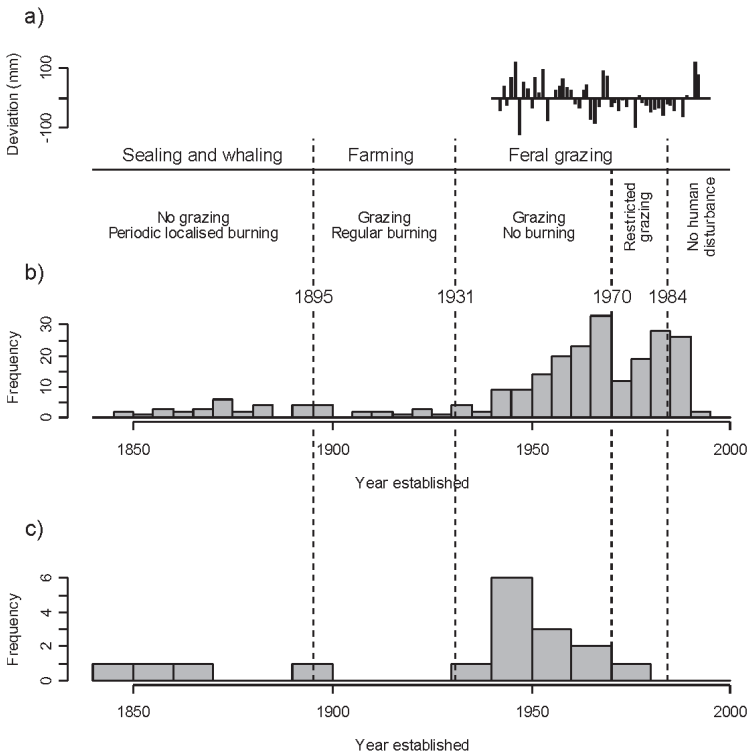 a)
Deviation (mm)
100
-100
Sealing and whaling
Farming
Feral grazing
No grazing
Periodic localised burning
Grazing
Regular burning
Grazing
No burning
Restricted
grazing
No human
disturbance
b)
1895
1931
1970
1984
Frequency
30
20
10
0
1850
1900
1950
2000
Year established
c)
Frequency
6
4
2
0
1850
1900
1950
2000
Year established